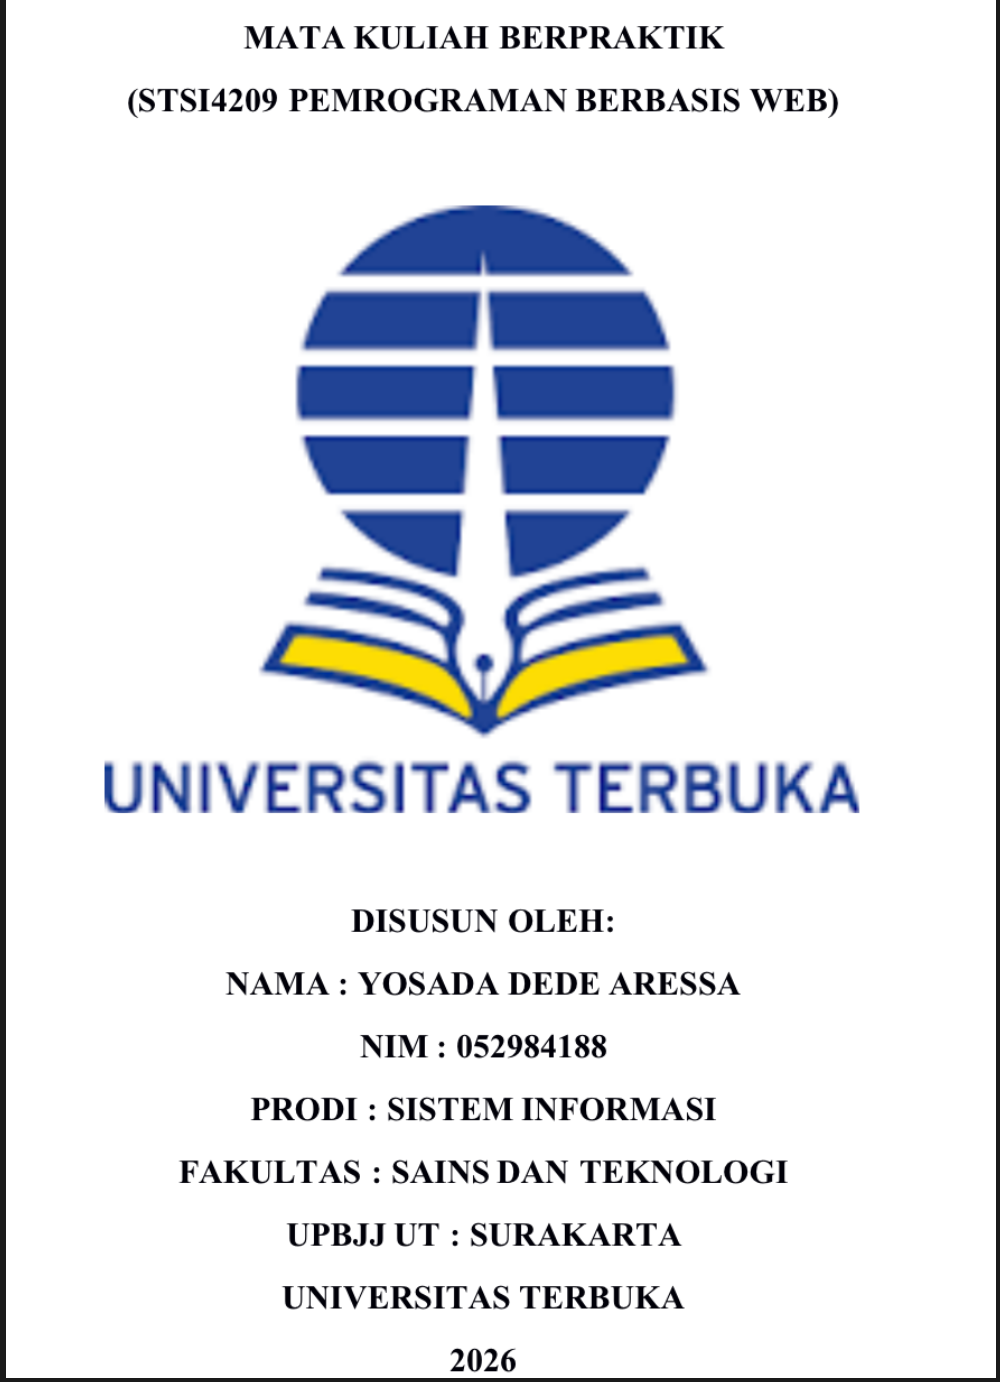 MATA KULIAH BERPRAKTIK
(STSI4209 PEMROGRAMAN BERBASIS WEB)
UNIVERSITAS TERBUKA
DISUSUN OLEH:
NAMA : YOSADA DEDE ARESSA
NIM : 052984188
PRODI : SISTEM INFORMASI
FAKULTAS : SAINS DAN TEKNOLOGI
UPBJJ UT : SURAKARTA
UNIVERSITAS TERBUKA
2026